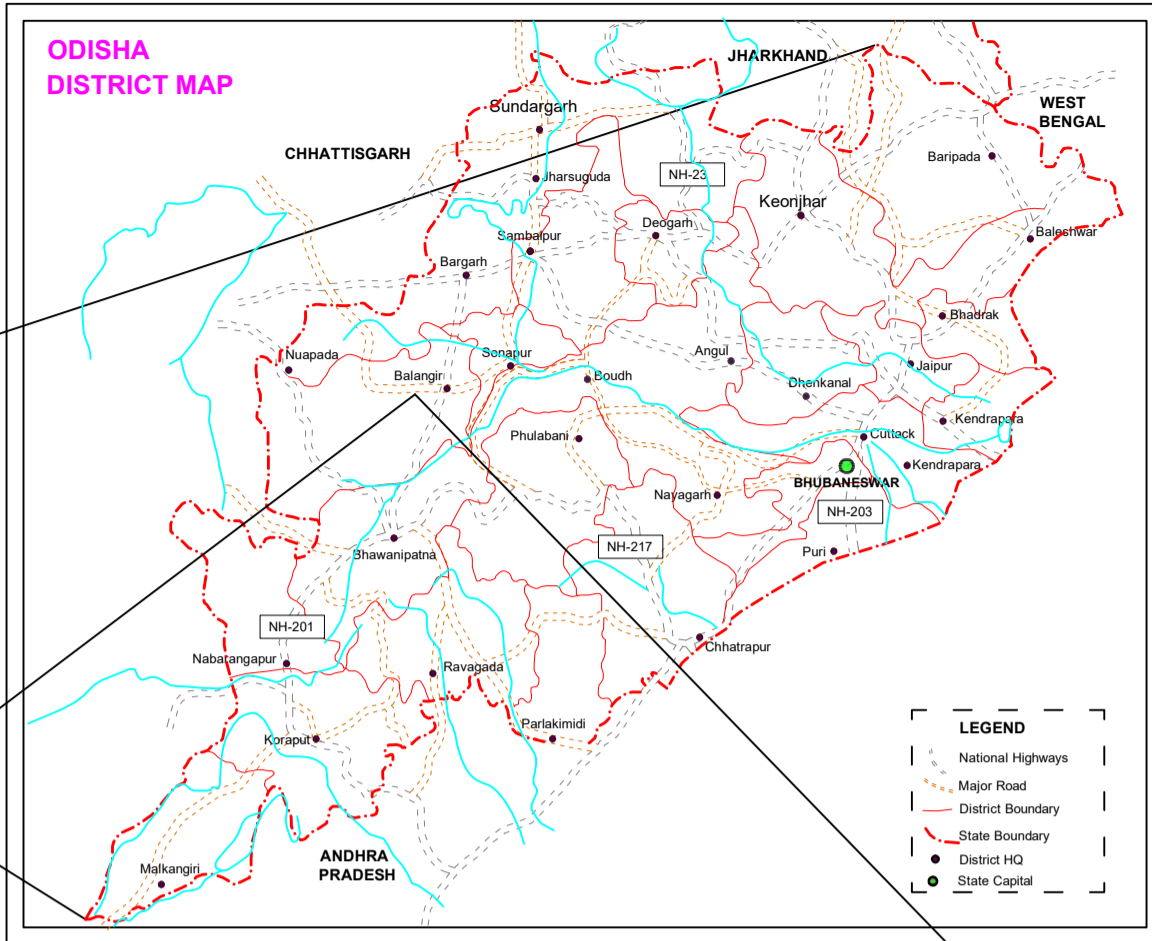 ODISHA
DISTRICT MAP
JHARKHAND
WEST
BENGAL
Sundargarh
CHHATTISGARH
Baripada
NH-23
Jharsuguda
Keonjhar
Deogarh
Sambalpur
Baleshwar
Bargarh
Bhadrak
Nuapada
Sonapur
Angul
Jaipur
Balangir
Boudh
Dhenkanal
Kendrapara
Phulabani
Cuttack
Kendrapara
BHUBANESWAR
Nayagarh
NH-203
NH-217
Puri
Bhawanipatna
NH-201
Chhatrapur
Nabarangapur
Ravagada
Parlakimidi
Koraput
ANDHRA
PRADESH
Malkangiri
LEGEND
National Highways
Major Road
District Boundary
State Boundary
District HQ
State Capital